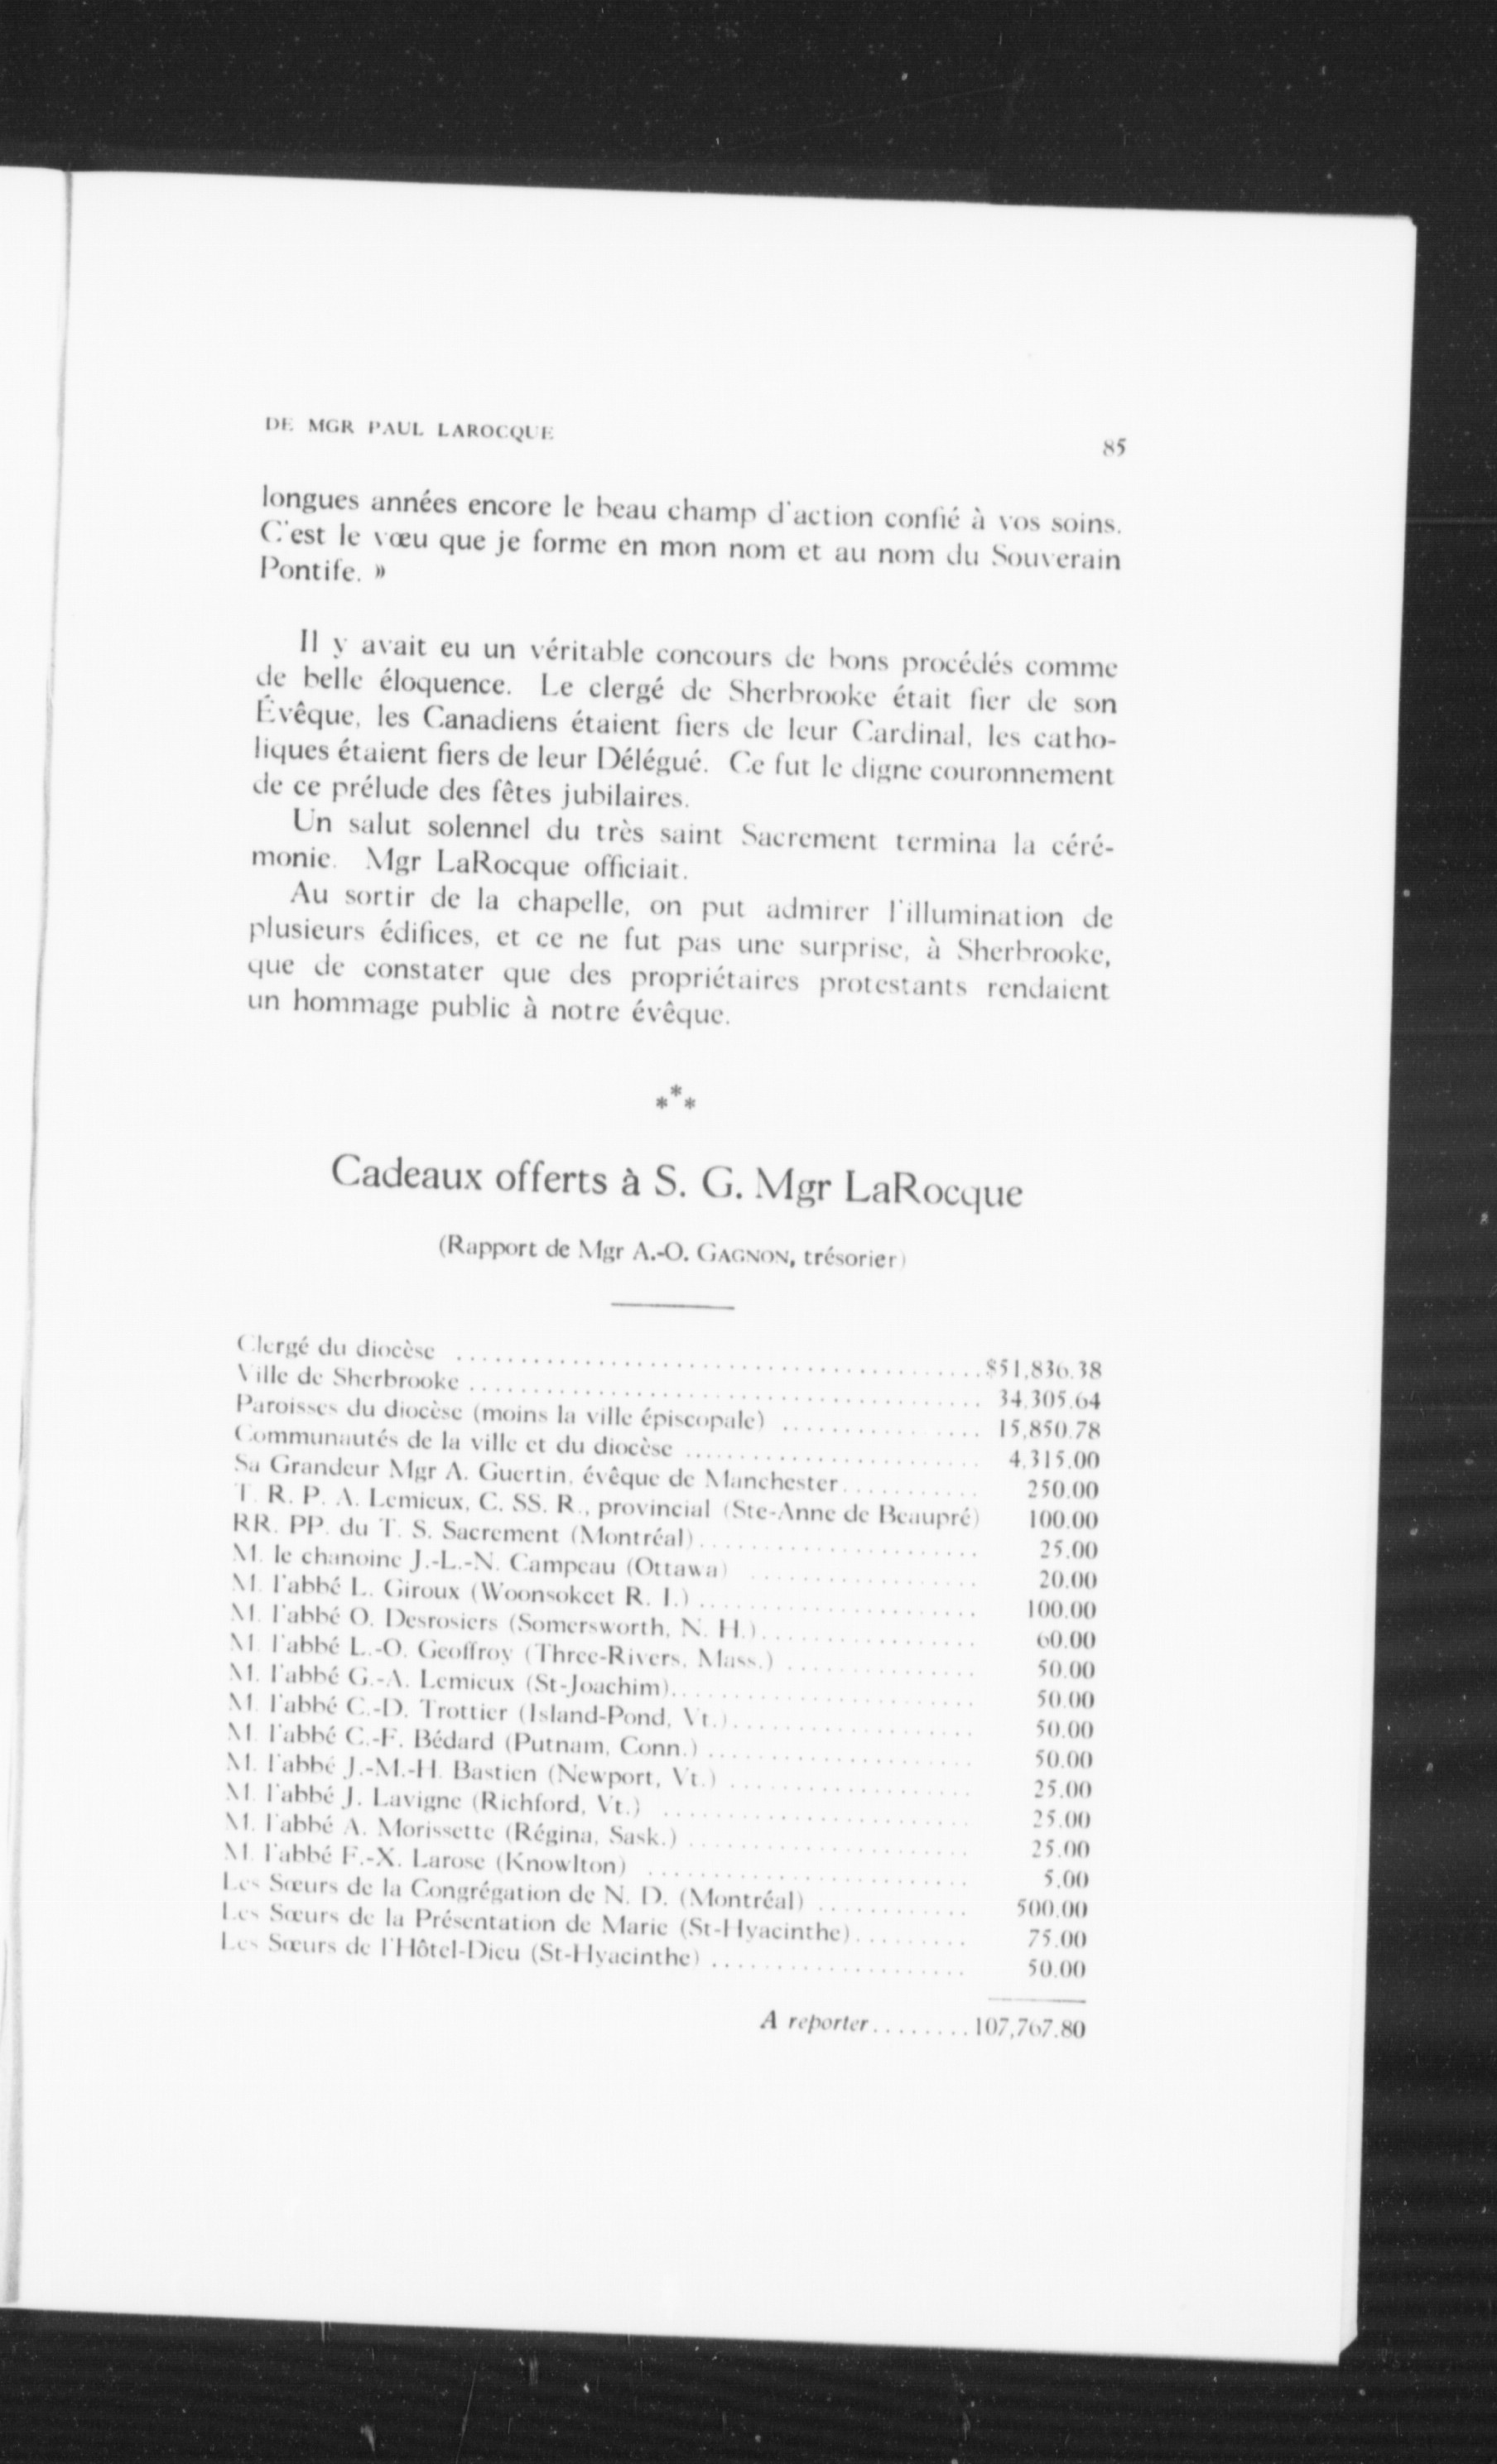 DE MGR PAUL LAROCQUE 85
longues années encore le beau champ d'action confié à vos soins.
C'est le vœu que je forme en mon nom et au nom du Souverain
Pontife. »
Il y avait eu un véritable concours de bons procédés comme
de belle éloquence. Le clergé de Sherbrooke était fier de son
Évêque, les Canadiens étaient fiers de leur Cardinal, les catho-
liques étaient fiers de leur Délégué. Ce fut le digne couronnement
de ce prélude des fêtes jubilaires.
Un salut solennel du très saint Sacrement termina la céré-
monie. Mgr LaRocque officiait.
Au sortir de la chapelle, on put admirer l'illumination de
plusieurs édifices, et ce ne fut pas une surprise, à Sherbrooke,
que de constater que des propriétaires protestants rendaient
un hommage public à notre évêque.
***
Cadeaux offerts à S. G. Mgr LaRocque
(Rapport de Mgr A.-O. GAGNON, trésorier)
Clergé du diocèse ........ $51,836.38
Ville de Sherbrooke ........ 34,305.64
Paroisses du diocèse (moins la ville épiscopale) ........ 15,850.78
Communautés de la ville et du diocèse ........ 4,315.00
Sa Grandeur Mgr A. Guertin, évêque de Manchester ........ 250.00
T. R. P. A. Lemieux, C. SS. R., provincial (Ste-Anne de Beaupré) 100.00
RR. PP. du T. S. Sacrement (Montréal) ........ 25.00
M. le chanoine J.-L.-N. Campeau (Ottawa) ........ 20.00
M. l'abbé L. Giroux (Woonsokcet R. I.) ........ 100.00
M. l'abbé O. Desrosiers (Somersworth, N. H.) ........ 60.00
M. l'abbé L.-O. Geoffroy (Three-Rivers, Mass.) ........ 50.00
M. l'abbé G.-A. Lemieux (St-Joachim) ........ 50.00
M. l'abbé C.-D. Trottier (Island-Pond, Vt.) ........ 50.00
M. l'abbé C.-F. Bédard (Putnam, Conn.) ........ 50.00
M. l'abbé J.-M.-H. Bastien (Newport, Vt.) ........ 25.00
M. l'abbé J. Lavigne (Richford, Vt.) ........ 25.00
M. l'abbé A. Morissette (Régina, Sask.) ........ 25.00
M. l'abbé F.-X. Larose (Knowlton) ........ 5.00
Les Sœurs de la Congrégation de N. D. (Montréal) ........ 500.00
Les Sœurs de la Présentation de Marie (St-Hyacinthe) ........ 75.00
Les Sœurs de l'Hôtel-Dieu (St-Hyacinthe) ........ 50.00
A reporter ........ 107,767.80